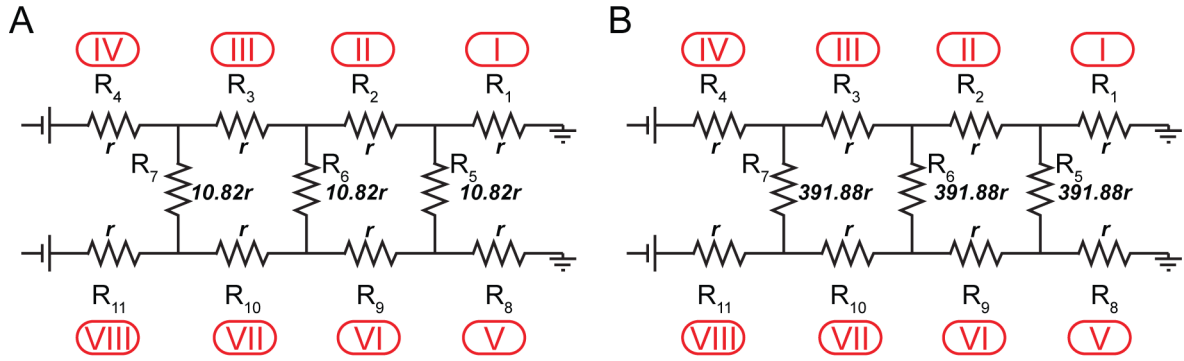 A
IV III II I
R4 R3 R2 R1
r r r r
R7 R6 R5
10.82r 10.82r 10.82r
r r r r
R11 R10 R9 R8
VIII VII VI V
B
IV III II I
R4 R3 R2 R1
r r r r
R7 R6 R5
391.88r 391.88r 391.88r
r r r r
R11 R10 R9 R8
VIII VII VI V